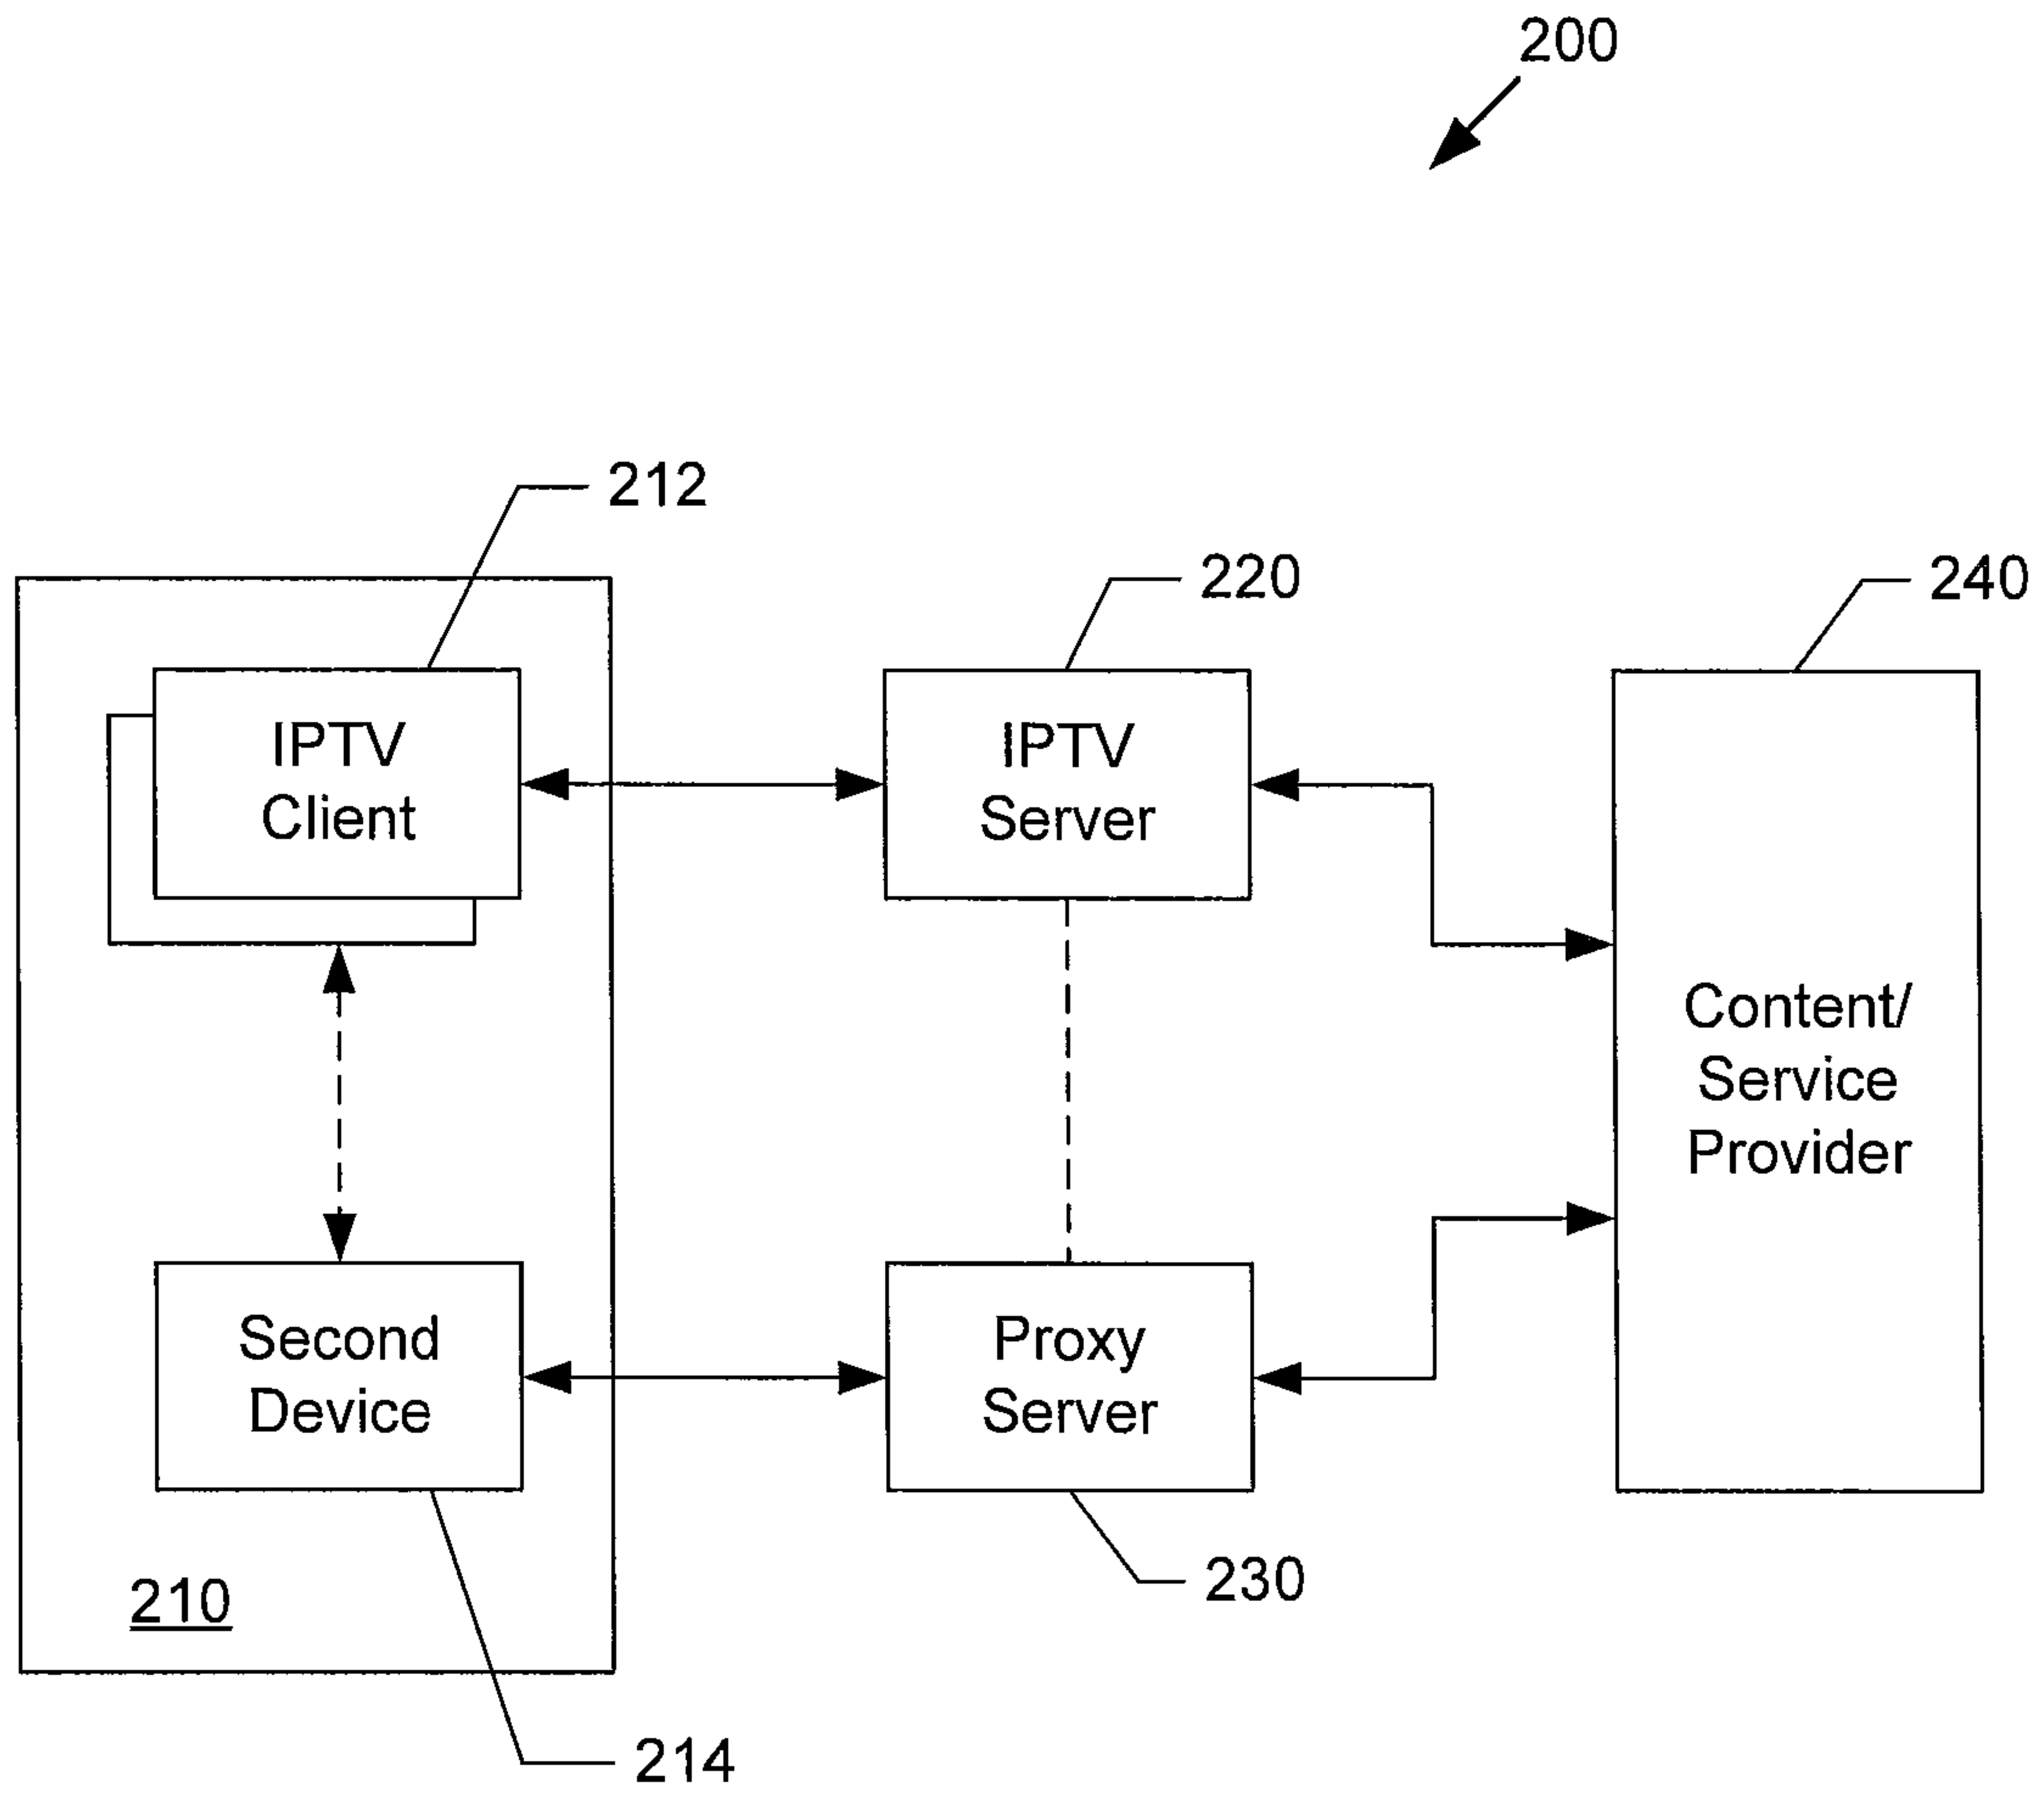 200
212
220
240
IPTV
Client
IPTV
Server
Content/
Service
Provider
Second
Device
Proxy
Server
210
230
214